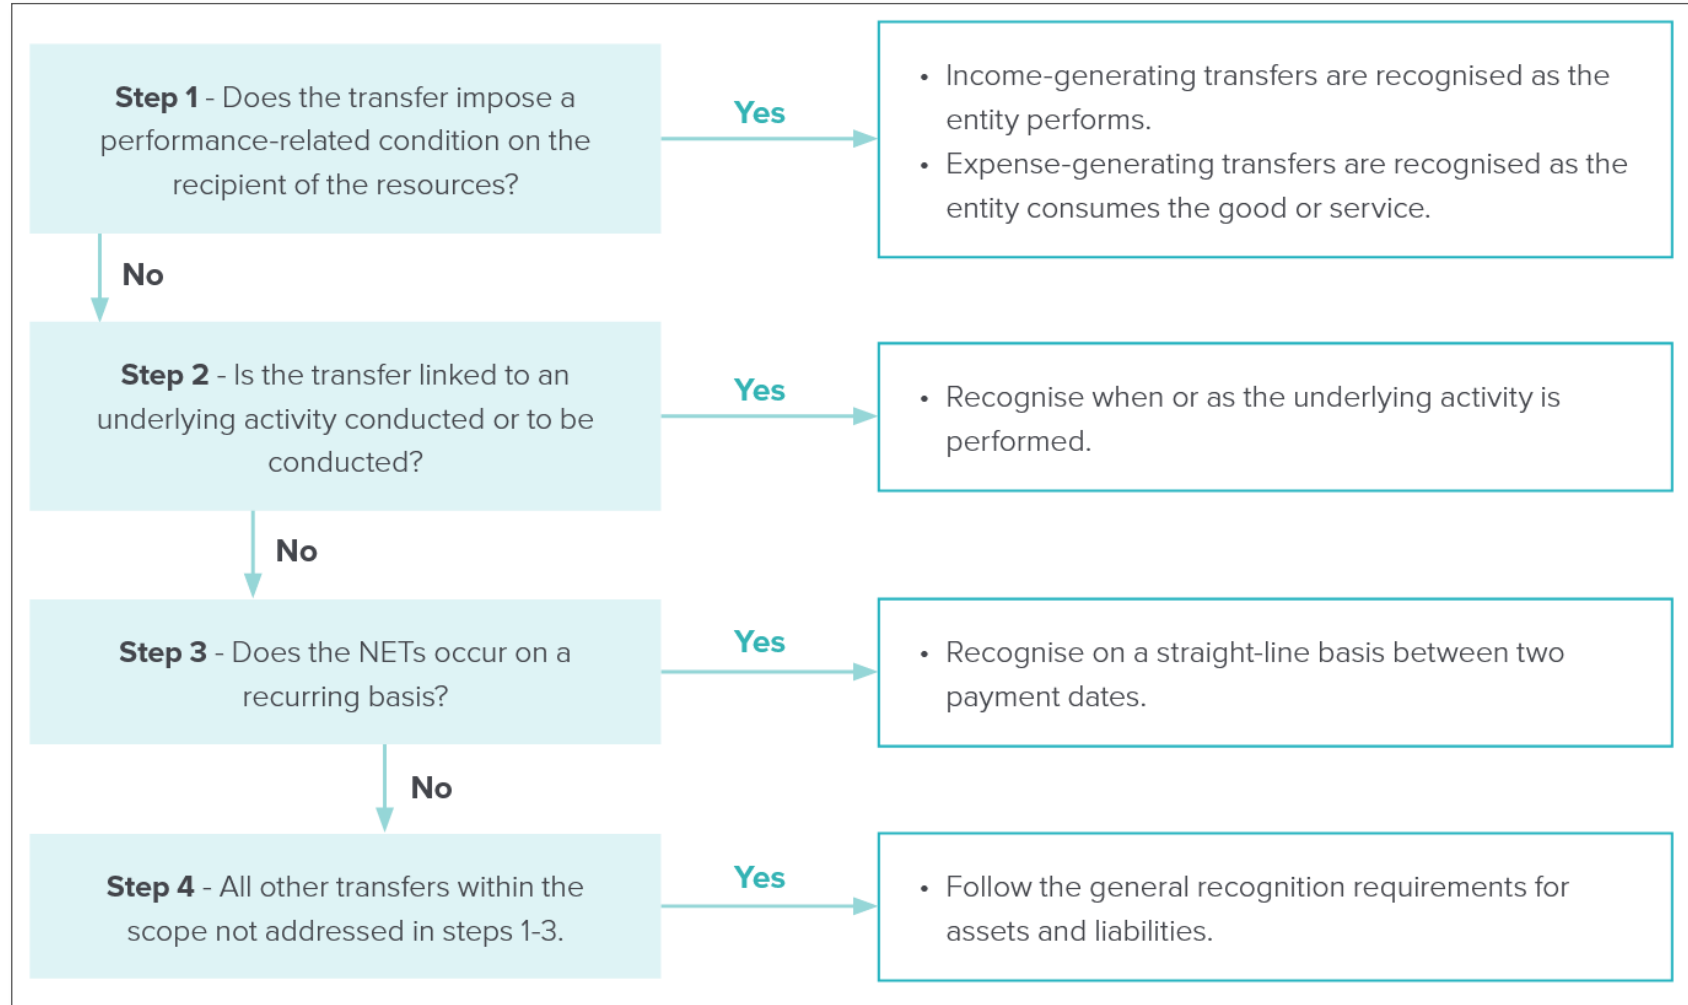 Step 1 - Does the transfer impose a
performance-related condition on the
recipient of the resources?
Yes
• Income-generating transfers are recognised as the
entity performs.
• Expense-generating transfers are recognised as the
entity consumes the good or service.
No
Step 2 - Is the transfer linked to an
underlying activity conducted or to be
conducted?
Yes
• Recognise when or as the underlying activity is
performed.
No
Step 3 - Does the NETs occur on a
recurring basis?
Yes
• Recognise on a straight-line basis between two
payment dates.
No
Step 4 - All other transfers within the
scope not addressed in steps 1-3.
Yes
• Follow the general recognition requirements for
assets and liabilities.